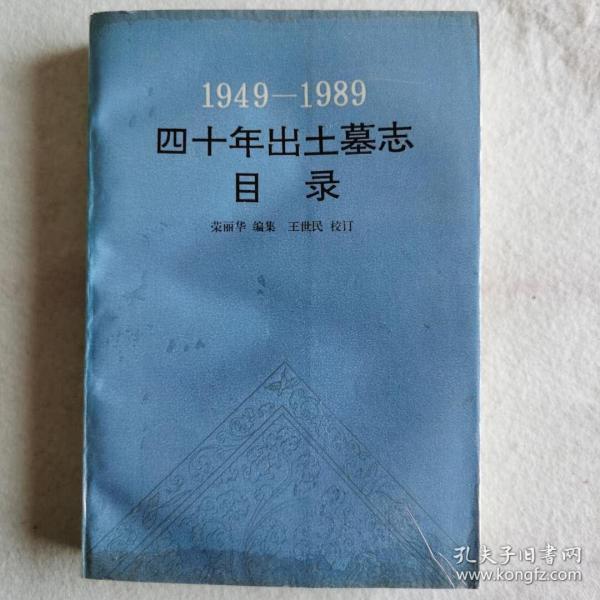 1949—1989
四十年出土墓志
目录
荣丽华 编集 王世民 校订
孔夫子旧书网
www.kongfz.com